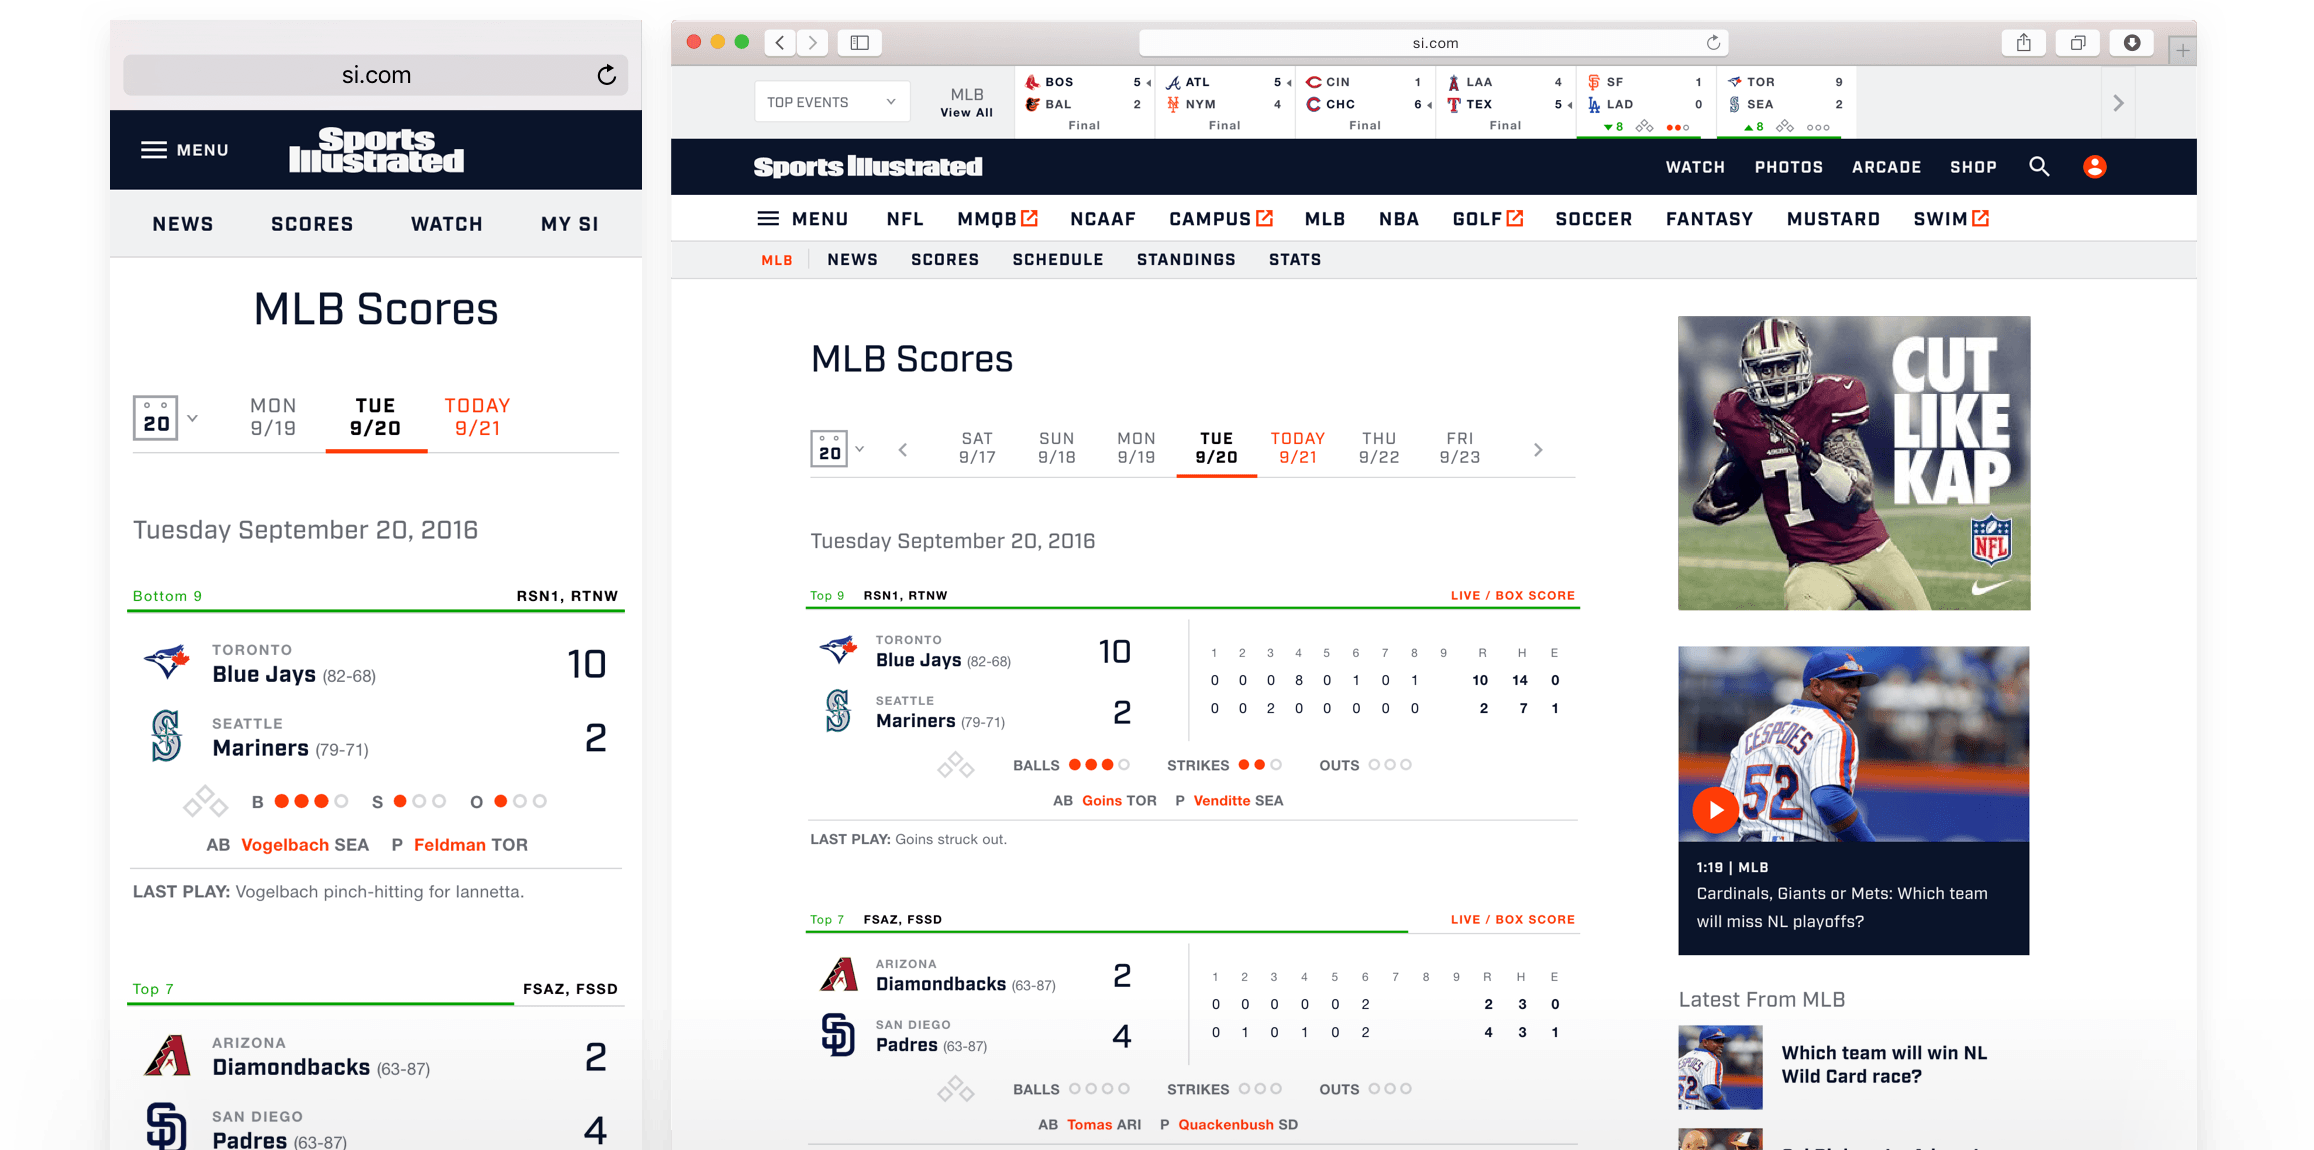 si.com
MENU
Sports
Illustrated
NEWS SCORES WATCH MY SI
MLB Scores
20
MON
9/19
TUE
9/20
TODAY
9/21
Tuesday September 20, 2016
Bottom 9 RSN1, RTNW
TORONTO
Blue Jays (82-68) 10
SEATTLE
Mariners (79-71) 2
B S O
AB Vogelbach SEA P Feldman TOR
LAST PLAY: Vogelbach pinch-hitting for Iannetta.
Top 7 FSAZ, FSSD
ARIZONA
Diamondbacks (63-87) 2
SAN DIEGO
Padres (63-87) 4
si.com
TOP EVENTS
MLB
View All
BOS 5
BAL 2
Final
ATL 5
NYM 4
Final
CIN 1
CHC 6
Final
LAA 4
TEX 5
Final
SF 1
LAD 0
8
TOR 9
SEA 2
8
Sports Illustrated
WATCH PHOTOS ARCADE SHOP
MENU NFL MMQB NCAAF CAMPUS MLB NBA GOLF SOCCER FANTASY MUSTARD SWIM
MLB NEWS SCORES SCHEDULE STANDINGS STATS
MLB Scores
20
SAT
9/17
SUN
9/18
MON
9/19
TUE
9/20
TODAY
9/21
THU
9/22
FRI
9/23
Tuesday September 20, 2016
Top 9 RSN1, RTNW LIVE / BOX SCORE
TORONTO
Blue Jays (82-68) 10
SEATTLE
Mariners (79-71) 2
1 2 3 4 5 6 7 8 9 R H E
0 0 0 8 0 1 0 1 10 14 0
0 0 2 0 0 0 0 0 2 7 1
BALLS STRIKES OUTS
AB Goins TOR P Venditte SEA
LAST PLAY: Goins struck out.
Top 7 FSAZ, FSSD LIVE / BOX SCORE
ARIZONA
Diamondbacks (63-87) 2
SAN DIEGO
Padres (63-87) 4
1 2 3 4 5 6 7 8 9 R H E
0 0 0 0 0 2 2 3 0
0 1 0 1 0 2 4 3 1
BALLS STRIKES OUTS
AB Tomas ARI P Quackenbush SD
CUT
LIKE
KAP
7
NFL
CESPEDES
52
1:19 | MLB
Cardinals, Giants or Mets: Which team
will miss NL playoffs?
Latest From MLB
52
Which team will win NL
Wild Card race?